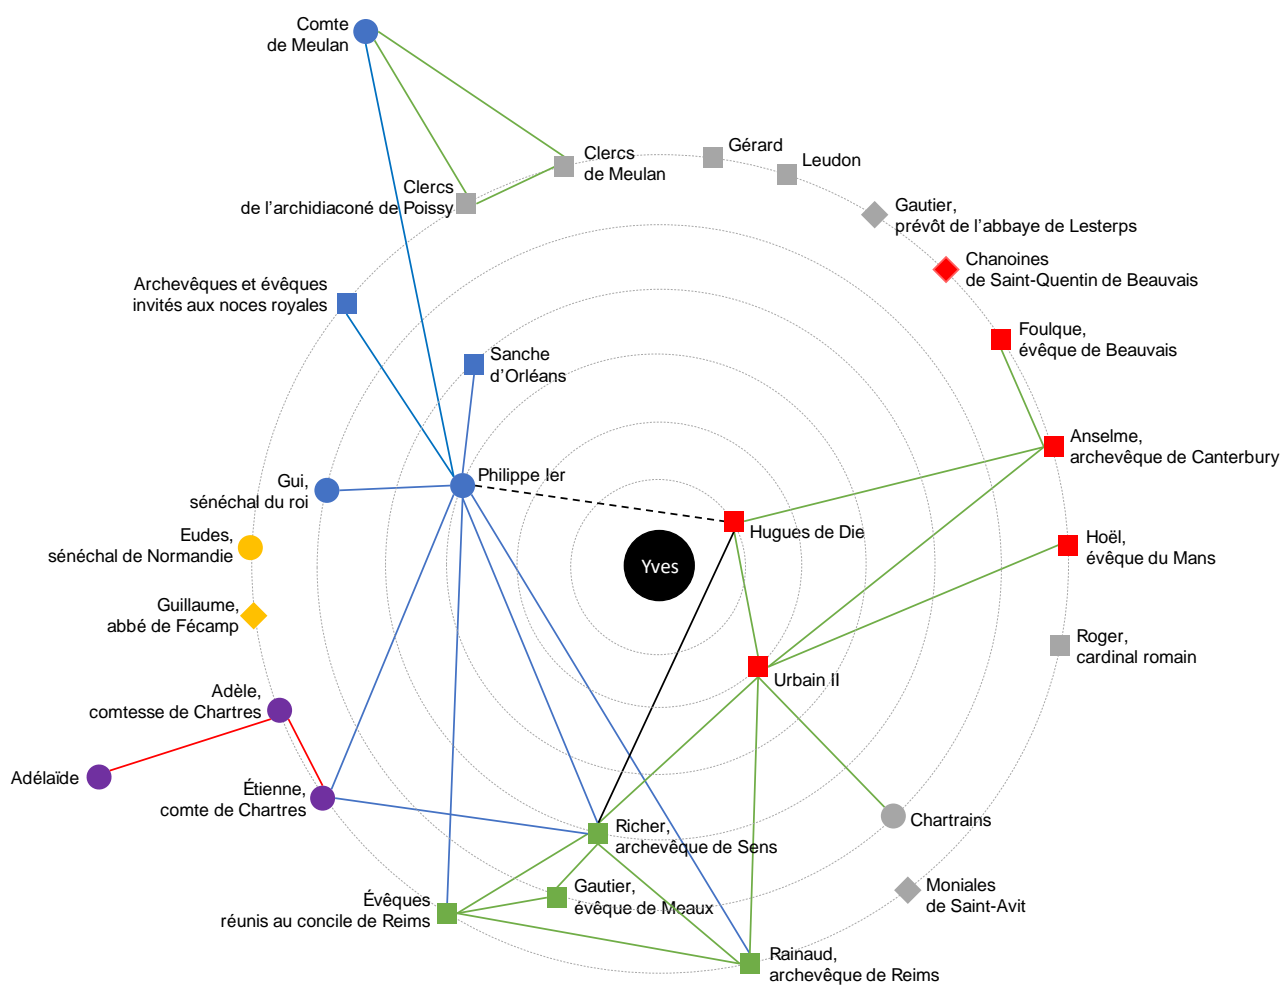 Comte
de Meulan
Clercs
de Meulan
Gérard
Leudon
Clercs
de l’archidiaconé de Poissy
Gautier,
prévôt de l’abbaye de Lesterps
Chanoines
de Saint-Quentin de Beauvais
Archevêques et évêques
invités aux noces royales
Foulque,
évêque de Beauvais
Sanche
d’Orléans
Anselme,
archevêque de Canterbury
Philippe Ier
Gui,
sénéchal du roi
Hugues de Die
Eudes,
sénéchal de Normandie
Yves
Hoël,
évêque du Mans
Guillaume,
abbé de Fécamp
Roger,
cardinal romain
Urbain II
Adèle,
comtesse de Chartres
Adélaïde
Étienne,
comte de Chartres
Chartrains
Richer,
archevêque de Sens
Gautier,
évêque de Meaux
Moniales
de Saint-Avit
Évêques
réunis au concile de Reims
Rainaud,
archevêque de Reims